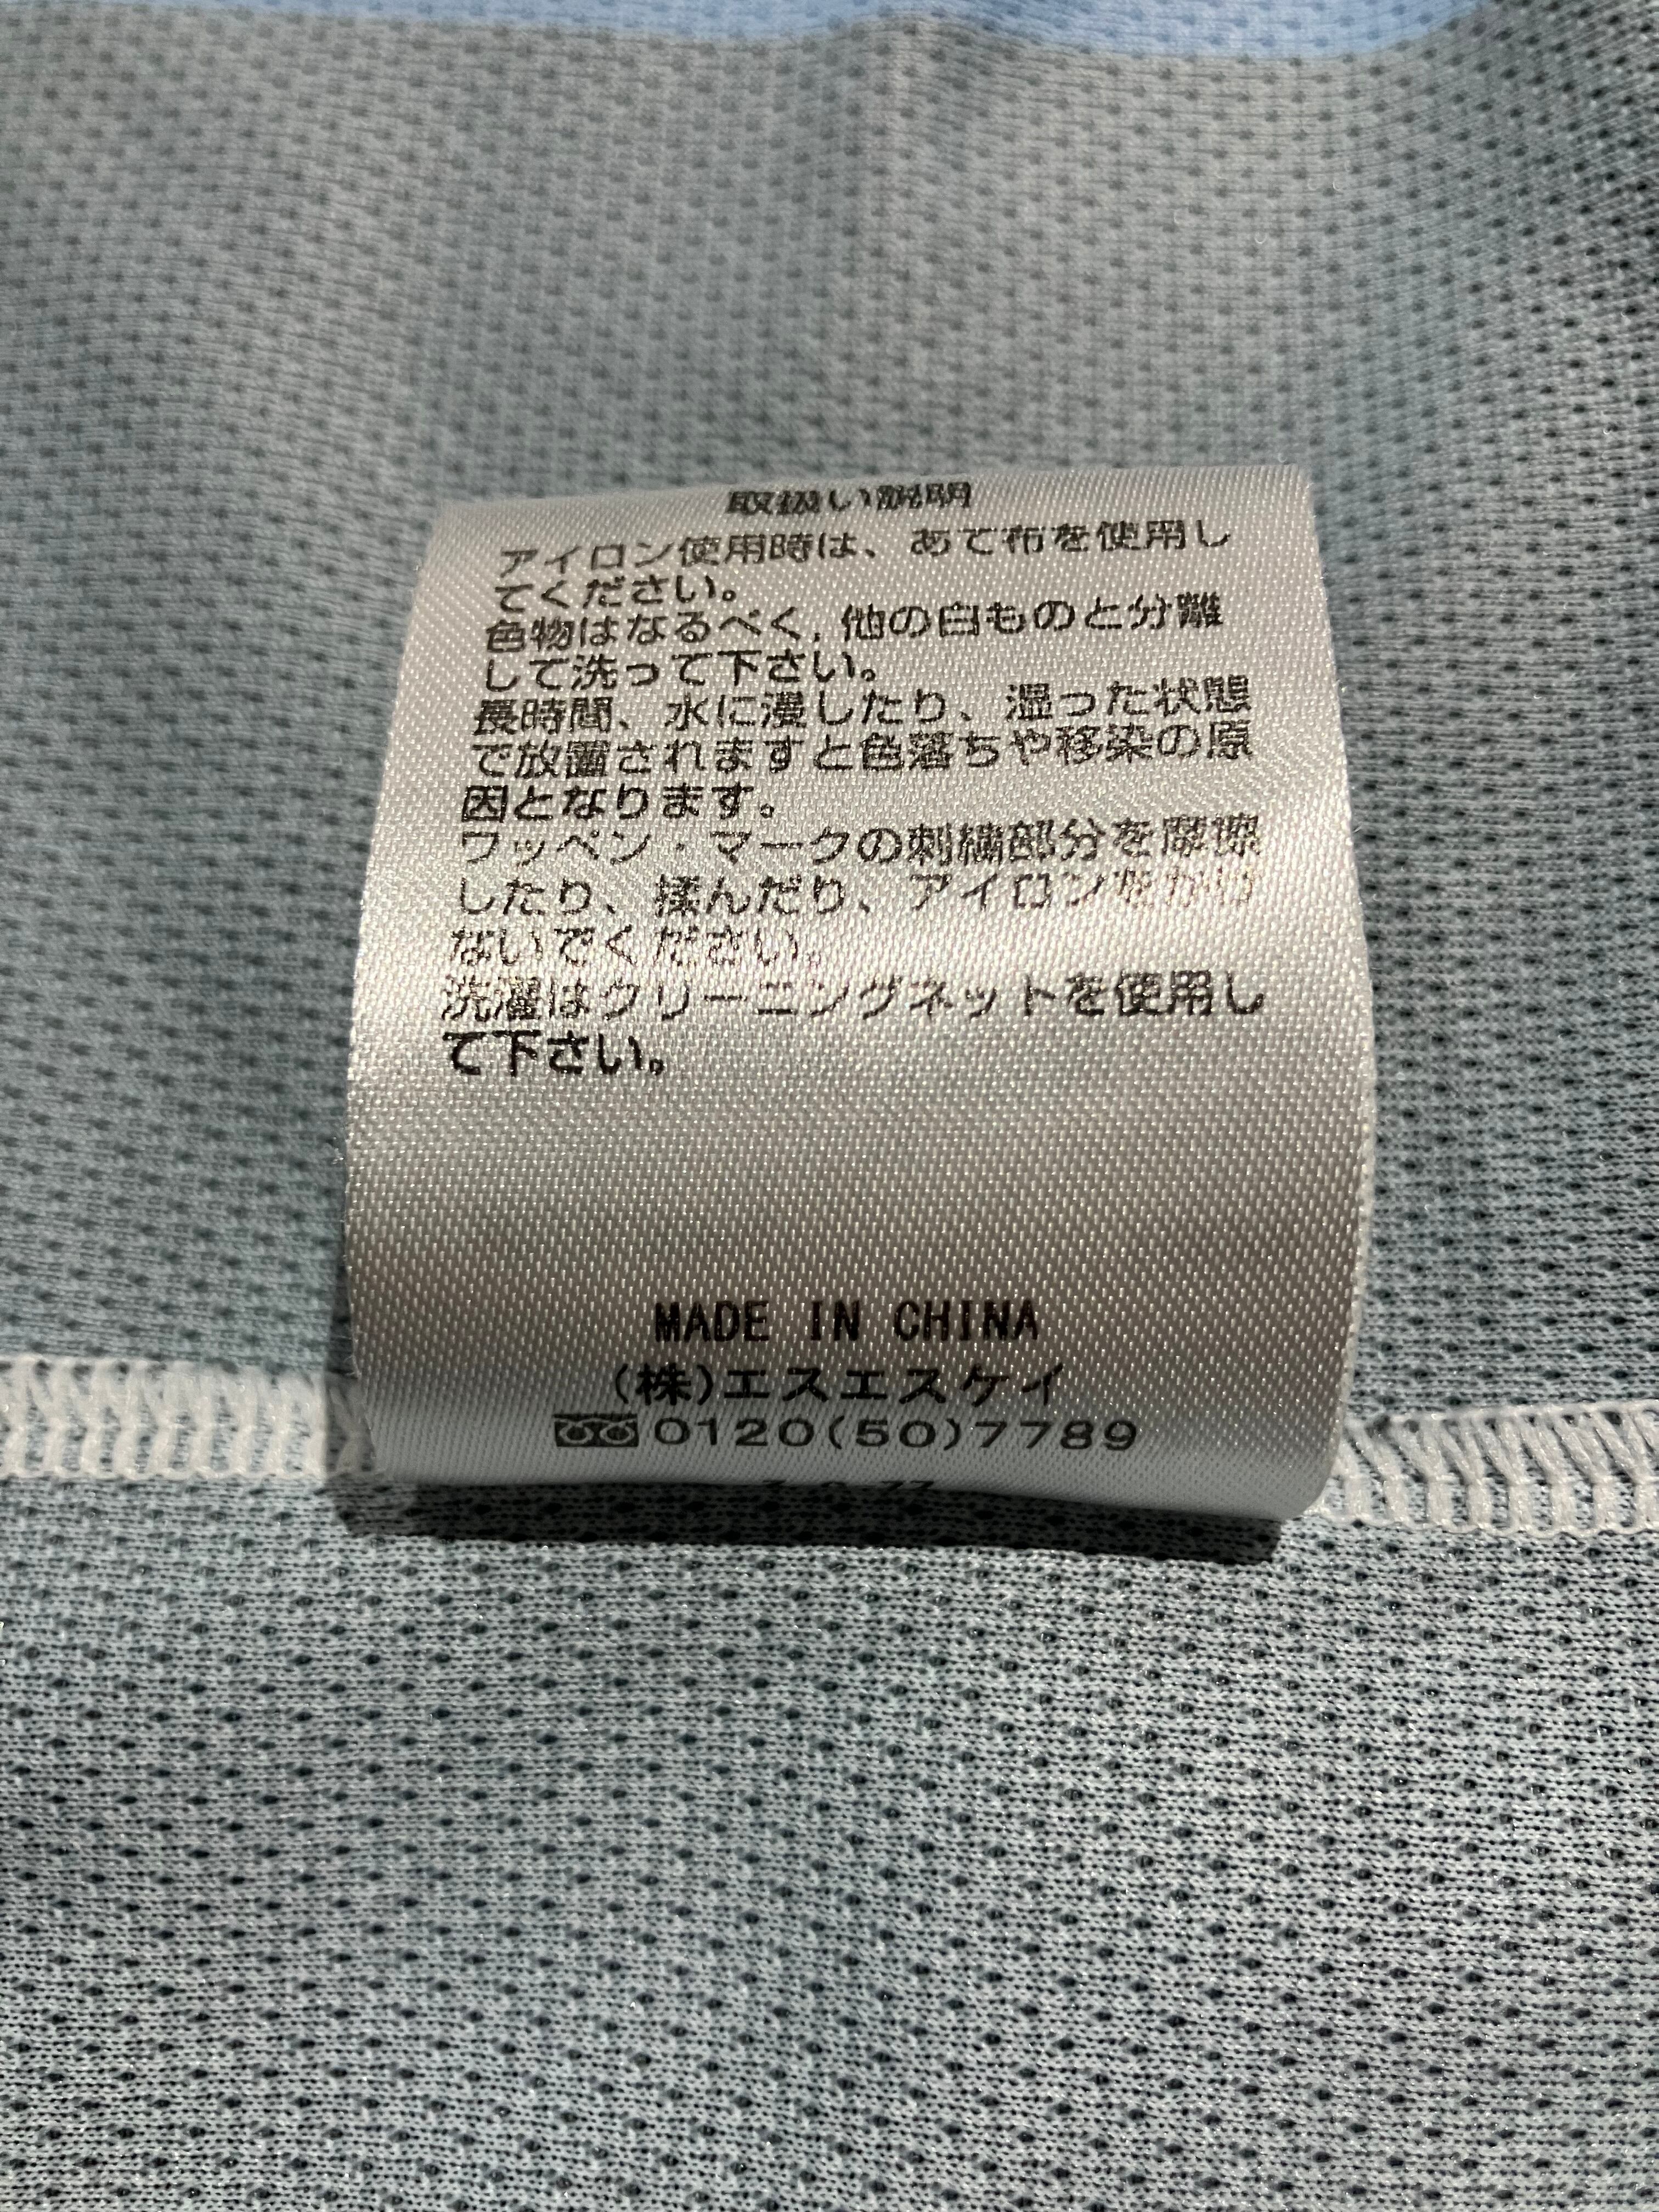 取扱い説明
アイロン使用時は、あて布を使用し
てください。
色物はなるべく,他の白ものと分離
して洗って下さい。
長時間、水に漫したり、湿った状態
で放置されますと色落ちや移染の原
因となります。
ワッペン・マークの刺繍部分を摩擦
したり、揉んだり、アイロンをかけ
ないでください。
洗濯はクリーニングネットを使用し
て下さい。
MADE IN CHINA
(株)エスエスケイ
0120(50)7789